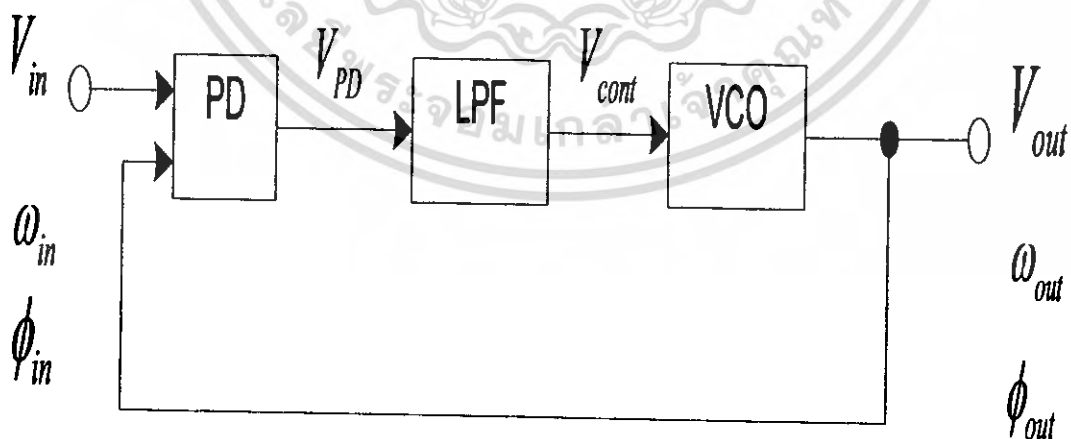 V_in
PD
V_PD
LPF
V_cont
VCO
V_out
ω_in
ω_out
ϕ_in
ϕ_out